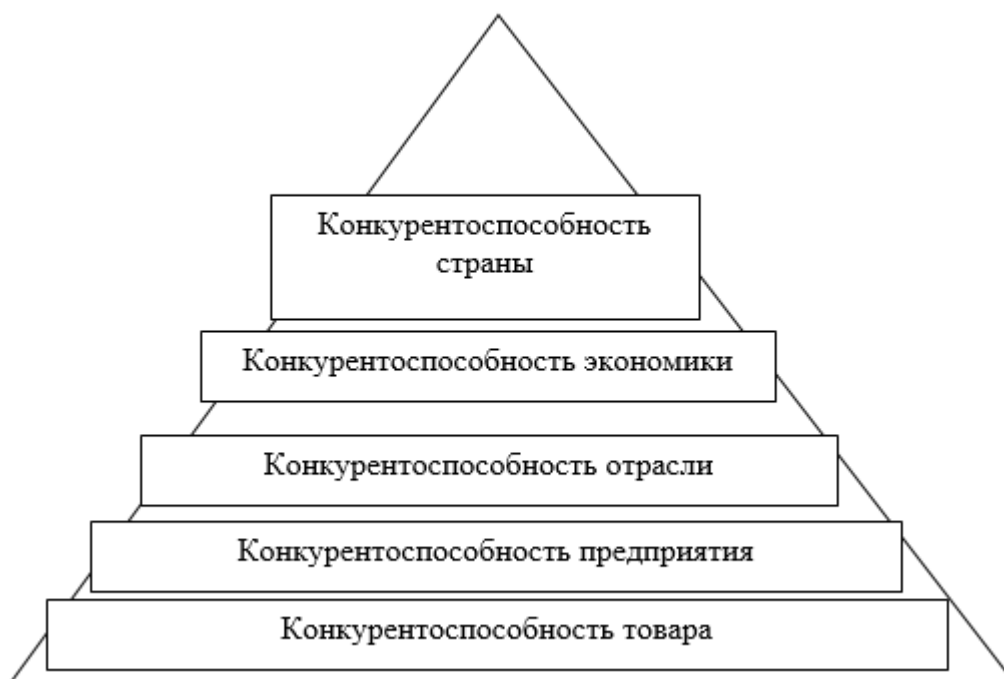 Конкурентоспособность
страны
Конкурентоспособность экономики
Конкурентоспособность отрасли
Конкурентоспособность предприятия
Конкурентоспособность товара